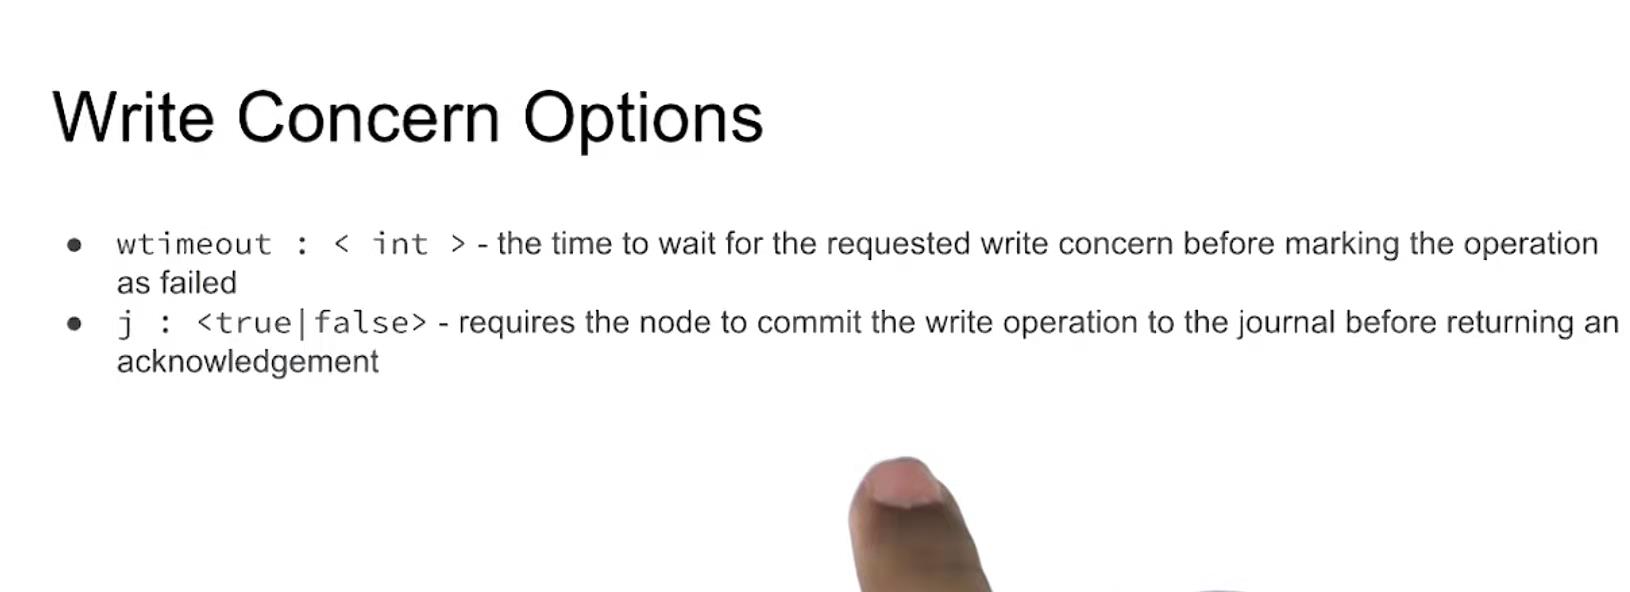 Write Concern Options
● wtimeout : < int > - the time to wait for the requested write concern before marking the operation
as failed
● j : <true|false> - requires the node to commit the write operation to the journal before returning an
acknowledgement